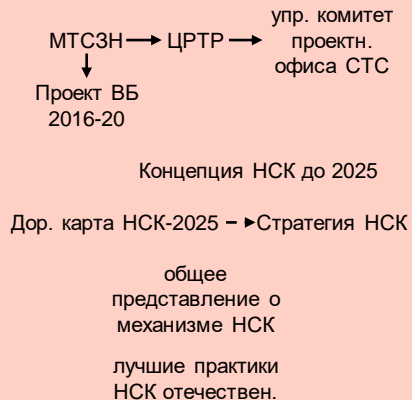 упр. комитет
МТСЗН ЦРТР проектн.
офиса СТС
Проект ВБ
2016-20
Концепция НСК до 2025
Дор. карта НСК-2025 Стратегия НСК
общее
представление о
механизме НСК
лучшие практики
НСК отечествен.